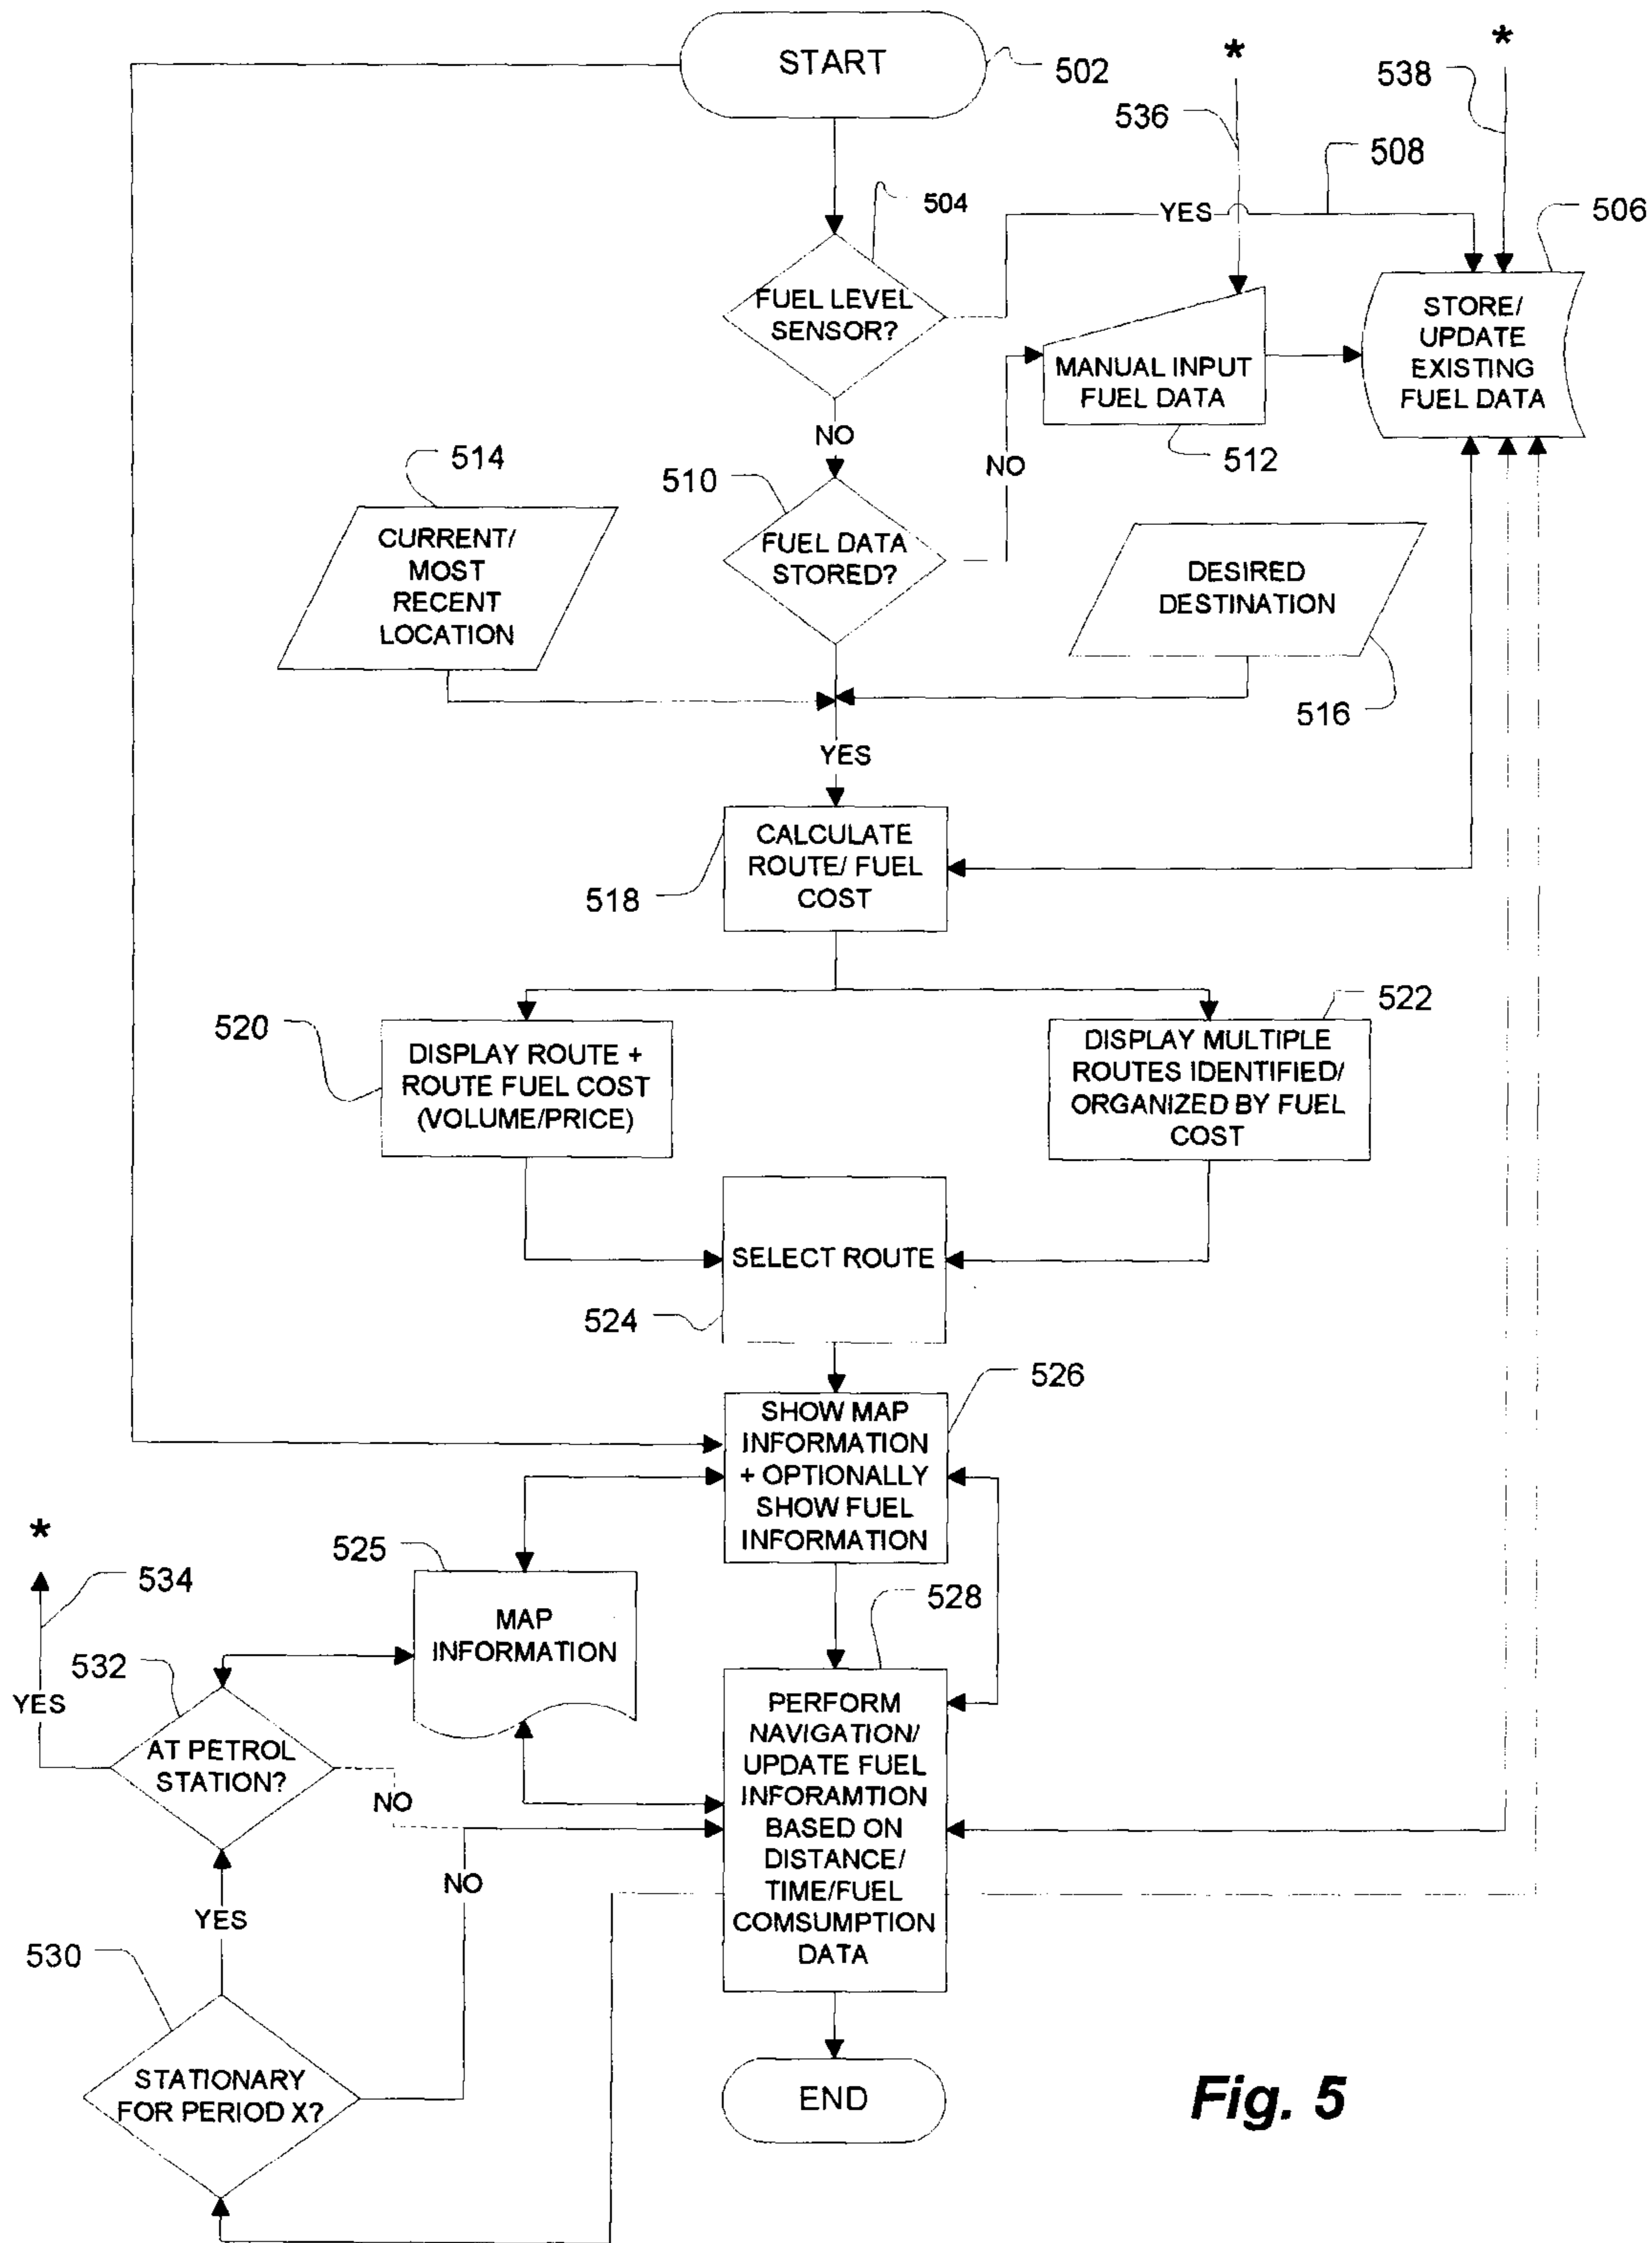 START
502
*
536
*
538
508
504
YES
506
FUEL LEVEL
SENSOR?
STORE/
UPDATE
EXISTING
FUEL DATA
MANUAL INPUT
FUEL DATA
NO
NO
512
514
510
CURRENT/
MOST
RECENT
LOCATION
FUEL DATA
STORED?
DESIRED
DESTINATION
516
YES
CALCULATE
ROUTE/ FUEL
COST
518
520
522
DISPLAY ROUTE +
ROUTE FUEL COST
(VOLUME/PRICE)
DISPLAY MULTIPLE
ROUTES IDENTIFIED/
ORGANIZED BY FUEL
COST
SELECT ROUTE
524
526
SHOW MAP
INFORMATION
+ OPTIONALLY
SHOW FUEL
INFORMATION
*
525
534
528
MAP
INFORMATION
532
YES
AT PETROL
STATION?
NO
PERFORM
NAVIGATION/
UPDATE FUEL
INFORAMTION
BASED ON
DISTANCE/
TIME/FUEL
COMSUMPTION
DATA
NO
YES
530
STATIONARY
FOR PERIOD X?
END
Fig. 5